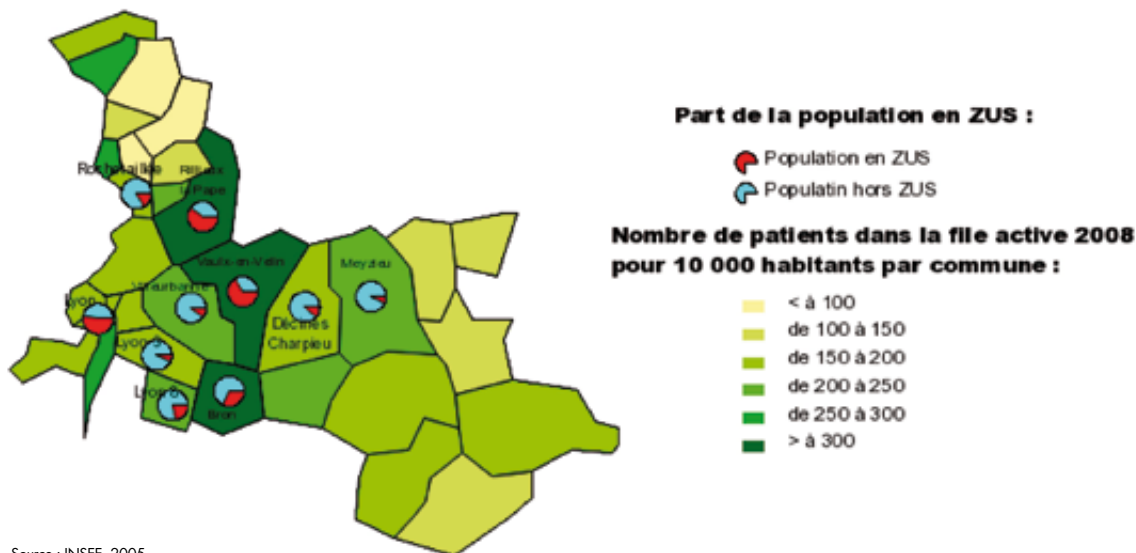 Part de la population en ZUS :
Population en ZUS
Populatin hors ZUS
Nombre de patients dans la file active 2008
pour 10 000 habitants par commune :
< à 100
de 100 à 150
de 150 à 200
de 200 à 250
de 250 à 300
> à 300
Rochetaillée
la Pape
Vaulx-en-Velin
Meyzieu
Villeurbanne
Lyon
Décines
Charpieu
Lyon 3
Lyon 8
Bron
Source : INSEE, 2005